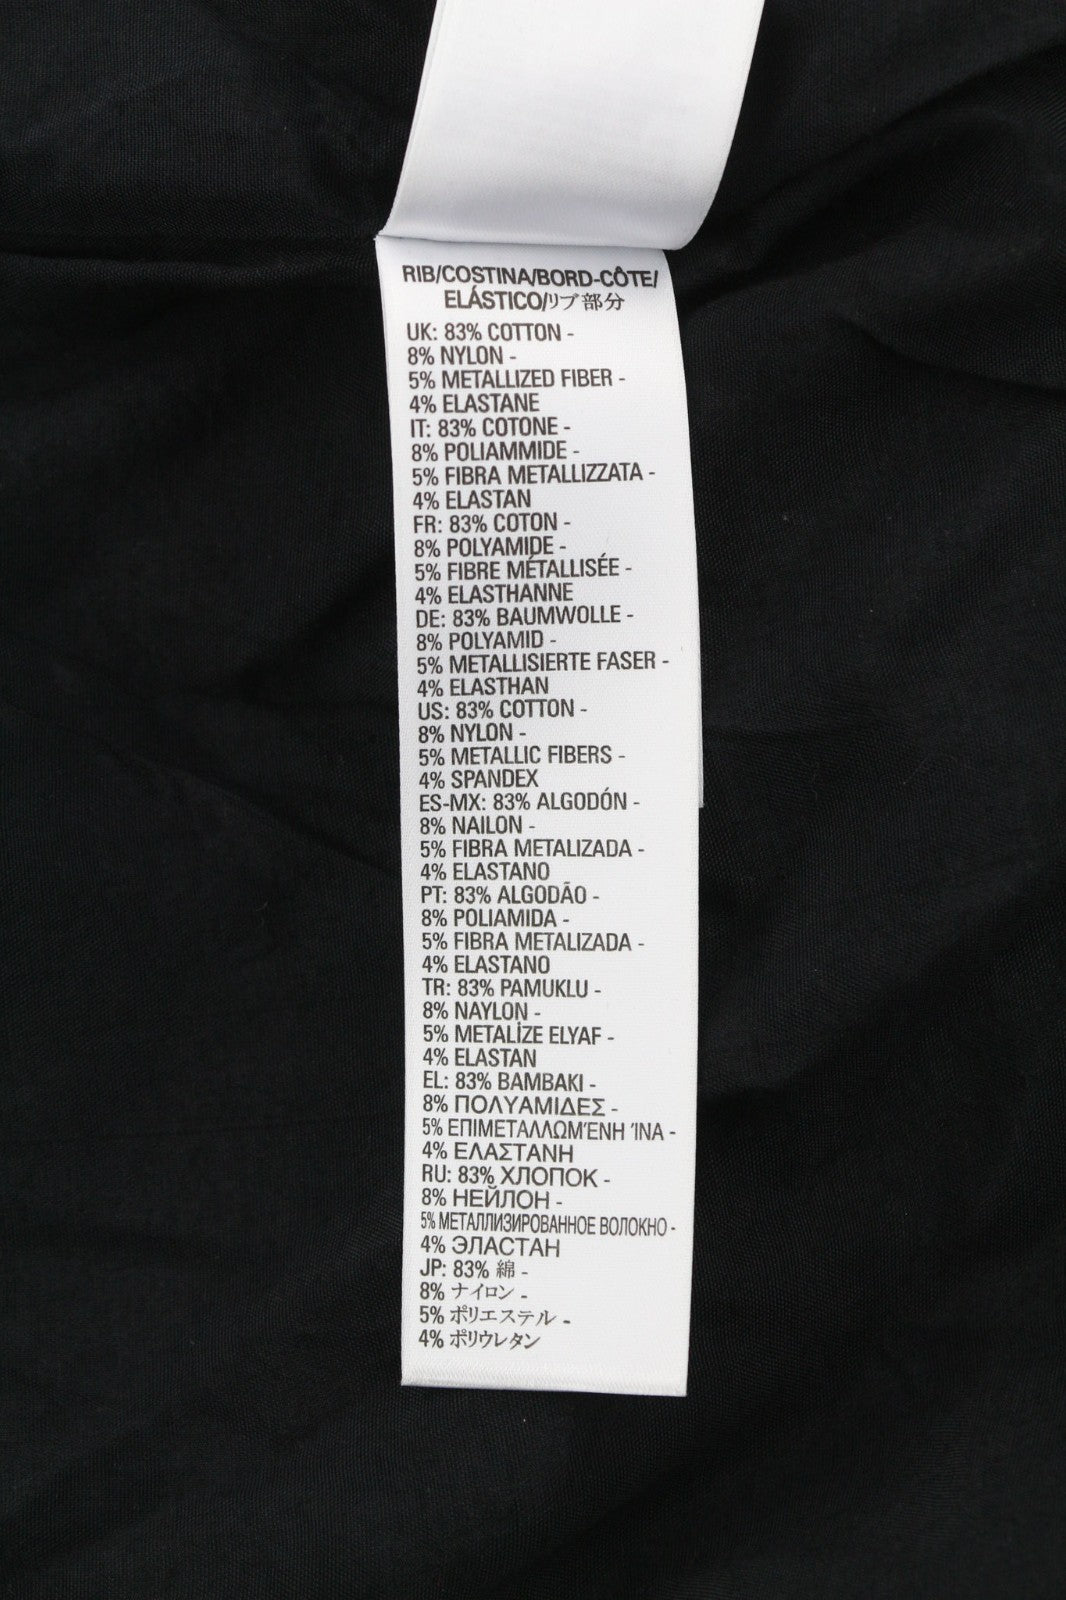 RIB/COSTINA/BORD-CÔTE/
ELÁSTICO/リブ部分
UK: 83% COTTON -
8% NYLON -
5% METALLIZED FIBER -
4% ELASTANE
IT: 83% COTONE -
8% POLIAMMIDE -
5% FIBRA METALLIZZATA -
4% ELASTAN
FR: 83% COTON -
8% POLYAMIDE -
5% FIBRE MÉTALLISÉE -
4% ELASTHANNE
DE: 83% BAUMWOLLE -
8% POLYAMID -
5% METALLISIERTE FASER -
4% ELASTHAN
US: 83% COTTON -
8% NYLON -
5% METALLIC FIBERS -
4% SPANDEX
ES-MX: 83% ALGODÓN -
8% NAILON -
5% FIBRA METALIZADA -
4% ELASTANO
PT: 83% ALGODÃO -
8% POLIAMIDA -
5% FIBRA METALIZADA -
4% ELASTANO
TR: 83% PAMUKLU -
8% NAYLON -
5% METALİZE ELYAF -
4% ELASTAN
EL: 83% ΒΑΜΒΑΚΙ -
8% ΠΟΛΥΑΜΙΔΕΣ -
5% ΕΠΙΜΕΤΑΛΛΩΜΈΝΗ ΊΝΑ -
4% ΕΛΑΣΤΑΝΗ
RU: 83% ХЛОПОК -
8% НЕЙЛОН -
5% МЕТАЛЛИЗИРОВАННОЕ ВОЛОКНО -
4% ЭЛАСТАН
JP: 83% 綿 -
8% ナイロン -
5% ポリエステル -
4% ポリウレタン